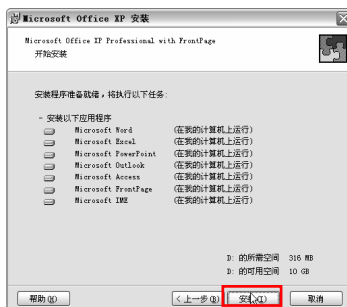 Microsoft Office XP 安装
Microsoft Office XP Professional with FrontPage
开始安装
安装程序准备就绪，将执行以下任务:
- 安装以下应用程序
Microsoft Word (在我的计算机上运行)
Microsoft Excel (在我的计算机上运行)
Microsoft PowerPoint (在我的计算机上运行)
Microsoft Outlook (在我的计算机上运行)
Microsoft Access (在我的计算机上运行)
Microsoft FrontPage (在我的计算机上运行)
Microsoft IME (在我的计算机上运行)
D: 的所需空间 316 MB
D: 的可用空间 10 GB
帮助(H) <上一步(B) 安装(I) 取消